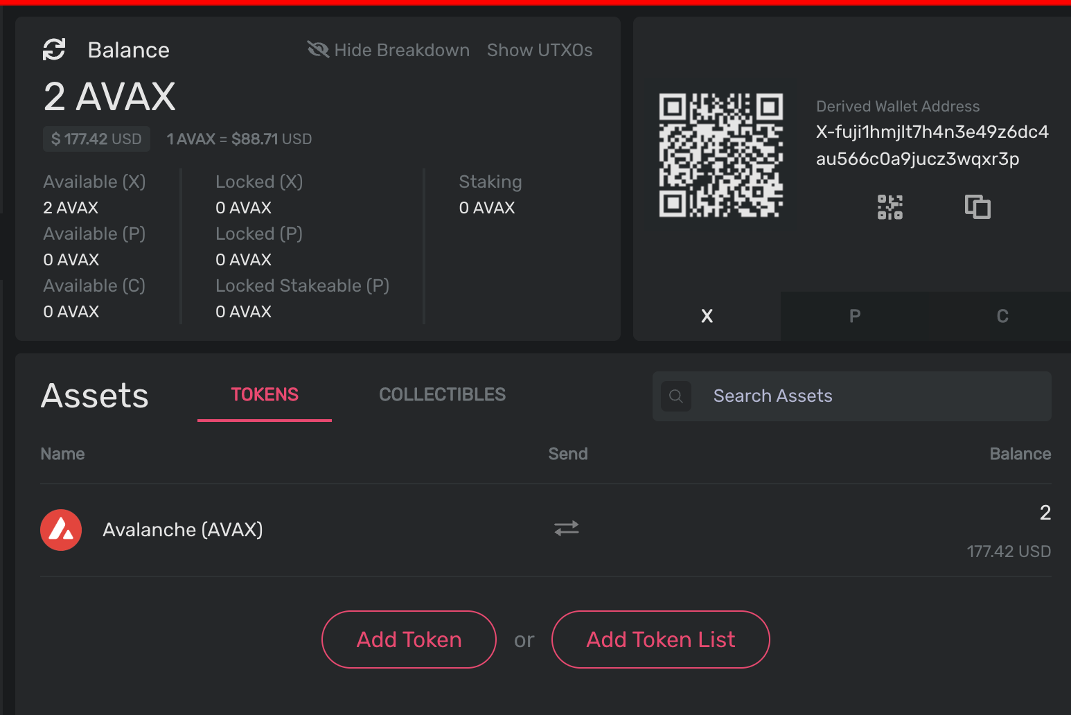 Balance
Hide Breakdown
Show UTXOs
2 AVAX
$ 177.42 USD
1 AVAX = $88.71 USD
Available (X)
2 AVAX
Available (P)
0 AVAX
Available (C)
0 AVAX
Locked (X)
0 AVAX
Locked (P)
0 AVAX
Locked Stakeable (P)
0 AVAX
Staking
0 AVAX
Derived Wallet Address
X-fuji1hmjlt7h4n3e49z6dc4
au566c0a9jucz3wqxr3p
X
P
C
Assets
TOKENS
COLLECTIBLES
Search Assets
Name
Send
Balance
Avalanche (AVAX)
2
177.42 USD
Add Token
or
Add Token List